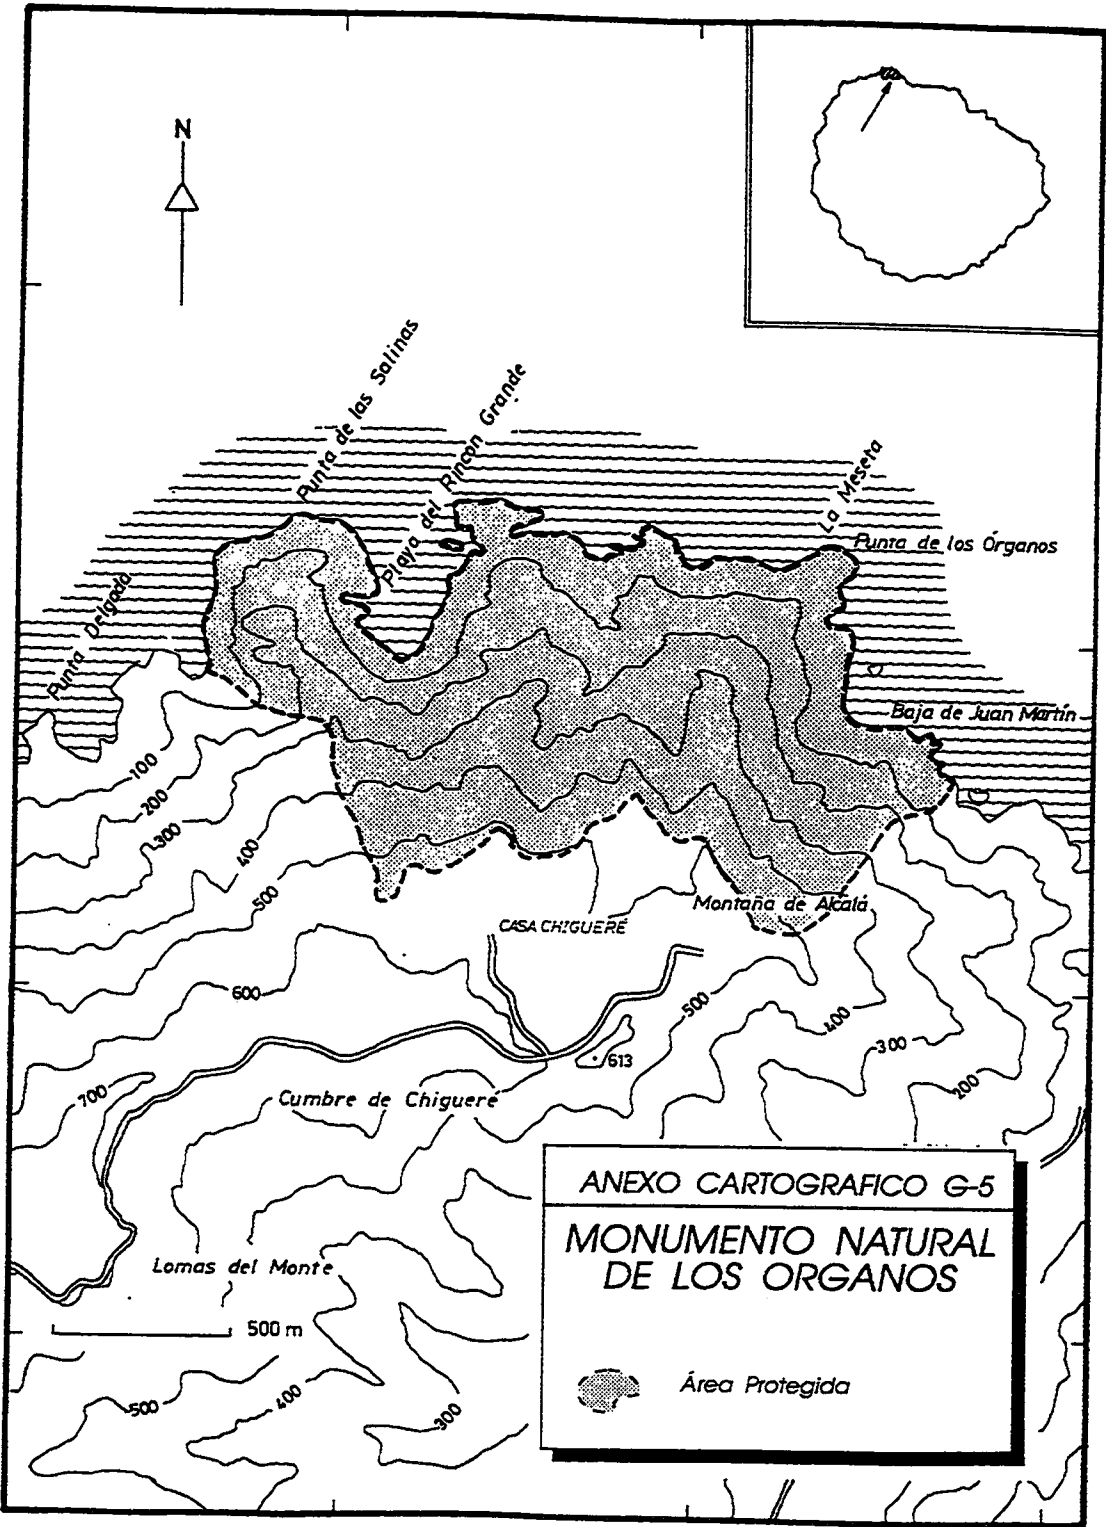 N
Punta de las Salinas
Playa del Rincon Grande
La Meseta
Punta de los Órganos
Punta Delgada
Baja de Juan Martín
100
200
300
400
500
Montaña de Alcalá
CASA CHIGUERÉ
600
500
400
300
613
200
700
Cumbre de Chigueré
ANEXO CARTOGRAFICO G-5
MONUMENTO NATURAL
DE LOS ORGANOS
Lomas del Monte
500 m
Área Protegida
500
400
300